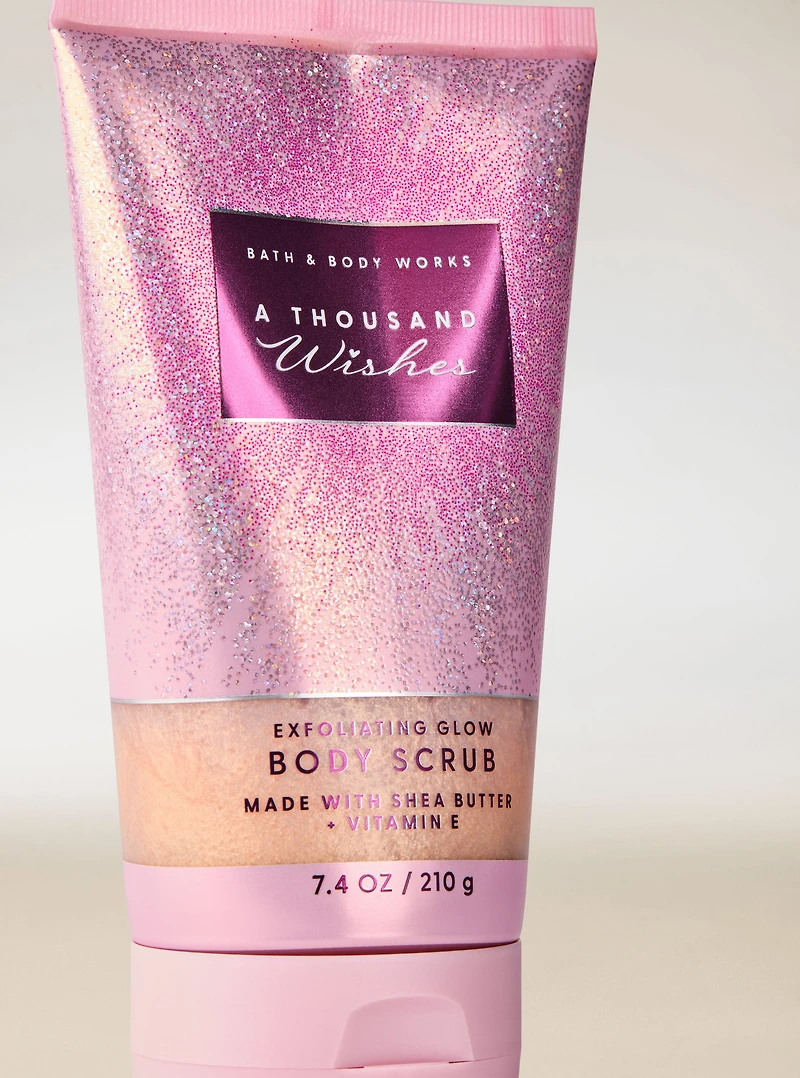 BATH & BODY WORKS
A THOUSAND
Wishes
EXFOLIATING GLOW
BODY SCRUB
MADE WITH SHEA BUTTER
+ VITAMIN E
7.4 OZ / 210 g